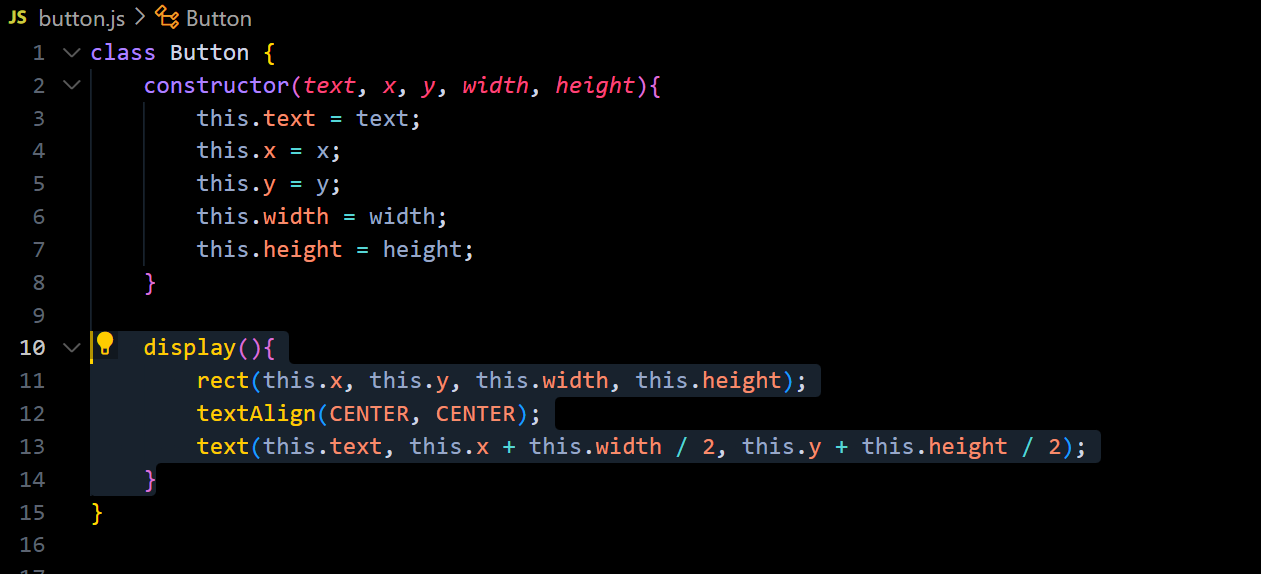 JS button.js > Button
1 class Button {
2 constructor(text, x, y, width, height){
3 this.text = text;
4 this.x = x;
5 this.y = y;
6 this.width = width;
7 this.height = height;
8 }
9
10 display(){
11 rect(this.x, this.y, this.width, this.height);
12 textAlign(CENTER, CENTER);
13 text(this.text, this.x + this.width / 2, this.y + this.height / 2);
14 }
15 }
16
17